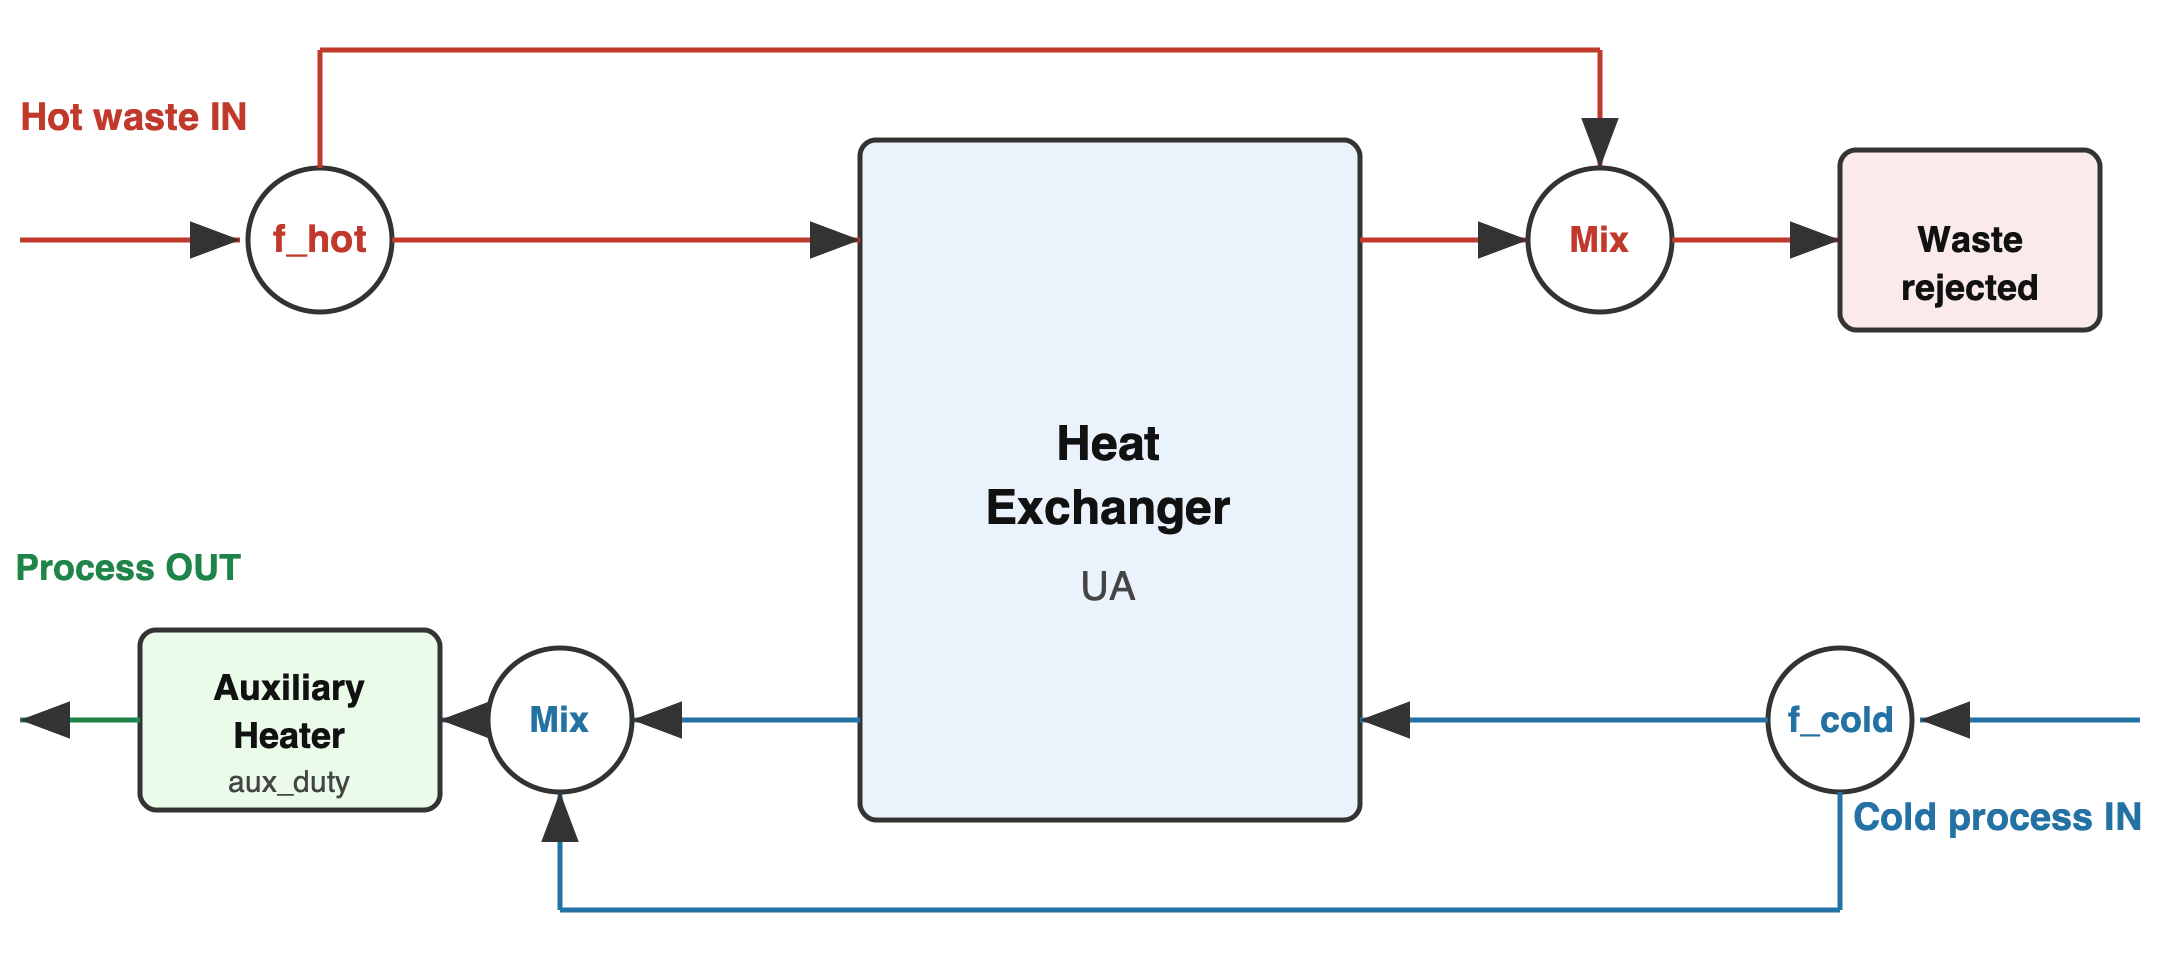 Hot waste IN
f_hot
Mix
Waste
rejected
Heat
Exchanger
UA
Process OUT
Auxiliary
Heater
aux_duty
Mix
f_cold
Cold process IN